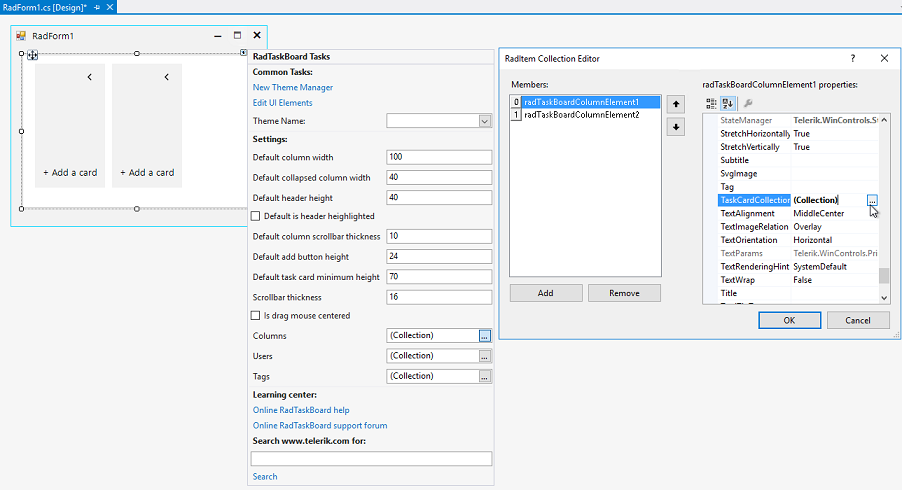 RadForm1.cs [Design]*
RadForm1
+ Add a card
+ Add a card
RadTaskBoard Tasks
Common Tasks:
New Theme Manager
Edit UI Elements
Theme Name:
Settings:
Default column width 100
Default collapsed column width 40
Default header height 40
Default is header heighlighted
Default column scrollbar thickness 10
Default add button height 24
Default task card minimum height 70
Scrollbar thickness 16
Is drag mouse centered
Columns (Collection) ...
Users (Collection) ...
Tags (Collection) ...
Learning center:
Online RadTaskBoard help
Online RadTaskBoard support forum
Search www.telerik.com for:
Search
RadItem Collection Editor ?
Members:
0 radTaskBoardColumnElement1
1 radTaskBoardColumnElement2
Add Remove
radTaskBoardColumnElement1 properties:
StateManager Telerik.WinControls.St
StretchHorizontally True
StretchVertically True
Subtitle
SvgImage
Tag
TaskCardCollection (Collection) ...
TextAlignment MiddleCenter
TextImageRelation Overlay
TextOrientation Horizontal
TextParams Telerik.WinControls.Pri
TextRenderingHint SystemDefault
TextWrap False
Title
OK Cancel